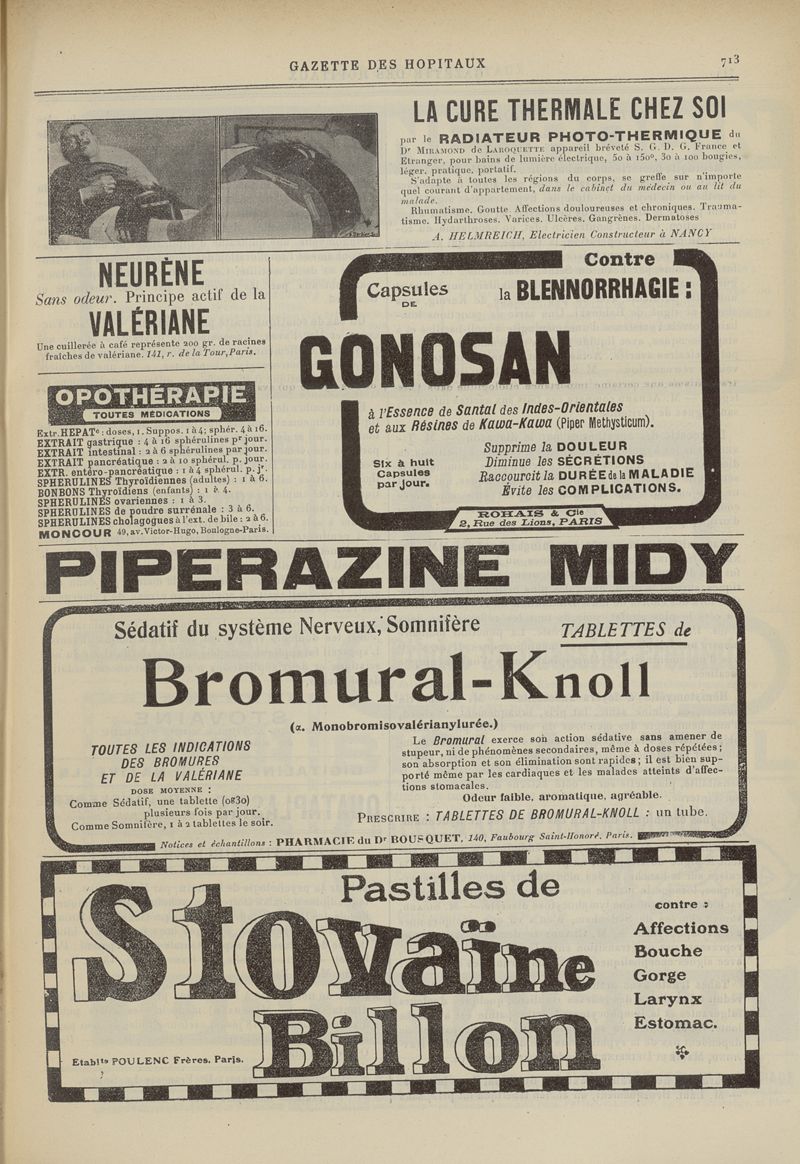 GAZETTE DES HOPITAUX
713
LA CURE THERMALE CHEZ SOI
par le RADIATEUR PHOTO-THERMIQUE du
Dr MIRAMOND de LAROQUETTE appareil bréveté S. G. D. G. France et
Etranger, pour bains de lumière électrique, 50 à 150°, 30 à 100 bougies,
léger, pratique, portatif.
S'adapte à toutes les régions du corps, se greffe sur n'importe
quel courant d'appartement, dans le cabinet du médecin ou au lit du
malade.
Rhumatisme. Goutte Affections douloureuses et chroniques. Trauma-
tisme. Hydarthroses. Varices. Ulcères. Gangrènes. Dermatoses
A. HELMREICH, Electricien Constructeur à NANCY
NEURÈNE
Sans odeur. Principe actif de la
VALÉRIANE
Une cuillerée à café représente 200 gr. de racines
fraîches de valériane. 141, r. de la Tour, Paris.
OPOTHÉRAPIE
TOUTES MÉDICATIONS
Extr. HEPATe : doses, 1. Suppos. 1 à 4; sphér. 4 à 16.
EXTRAIT gastrique : 4 à 16 sphérulines pr jour.
EXTRAIT intestinal : 2 à 6 sphérulines par jour.
EXTRAIT pancréatique : 2 à 10 sphérul. p. jour.
EXTR. entéro-pancréatique : 1 à 4 sphérul. p. jr.
SPHERULINES Thyroïdiennes (adultes) : 1 à 6.
BONBONS Thyroïdiens (enfants) : 1 à 4.
SPHERULINES ovariennes : 1 à 3.
SPHERULINES de poudre surrénale : 3 à 6.
SPHERULINES cholagogues à l'ext. de bile : 2 à 6.
MONCOUR 49, av. Victor-Hugo, Boulogne-Paris.
Contre
Capsules
DE
la BLENNORRHAGIE :
GONOSAN
à l'Essence de Santal des Indes-Orientales
et aux Résines de Kawa-Kawa (Piper Methysticum).
Six à huit
Capsules
par Jour.
Supprime la DOULEUR
Diminue les SÉCRÉTIONS
Raccourcit la DURÉE de la MALADIE
Évite les COMPLICATIONS.
ROHAIS & Cie
2, Rue des Lions, PARIS
PIPERAZINE MIDY
Sédatif du système Nerveux, Somnifère
TABLETTES de
Bromural-Knoll
(α. Monobromisovalérianylurée.)
TOUTES LES INDICATIONS
DES BROMURES
ET DE LA VALÉRIANE
DOSE MOYENNE :
Comme Sédatif, une tablette (0g30)
plusieurs fois par jour.
Comme Somnifère, 1 à 2 tablettes le soir.
Le Bromural exerce son action sédative sans amener de
stupeur, ni de phénomènes secondaires, même à doses répétées;
son absorption et son élimination sont rapides; il est bien sup-
porté même par les cardiaques et les malades atteints d'affec-
tions stomacales.
Odeur faible, aromatique, agréable.
PRESCRIRE : TABLETTES DE BROMURAL-KNOLL : un tube.
Notices et échantillons : PHARMACIE du Dr BOUSQUET, 140, Faubourg Saint-Honoré, Paris.
Pastilles de
Stovaïne
Billon
contre :
Affections
Bouche
Gorge
Larynx
Estomac.
Etablts POULENC Frères. Paris.